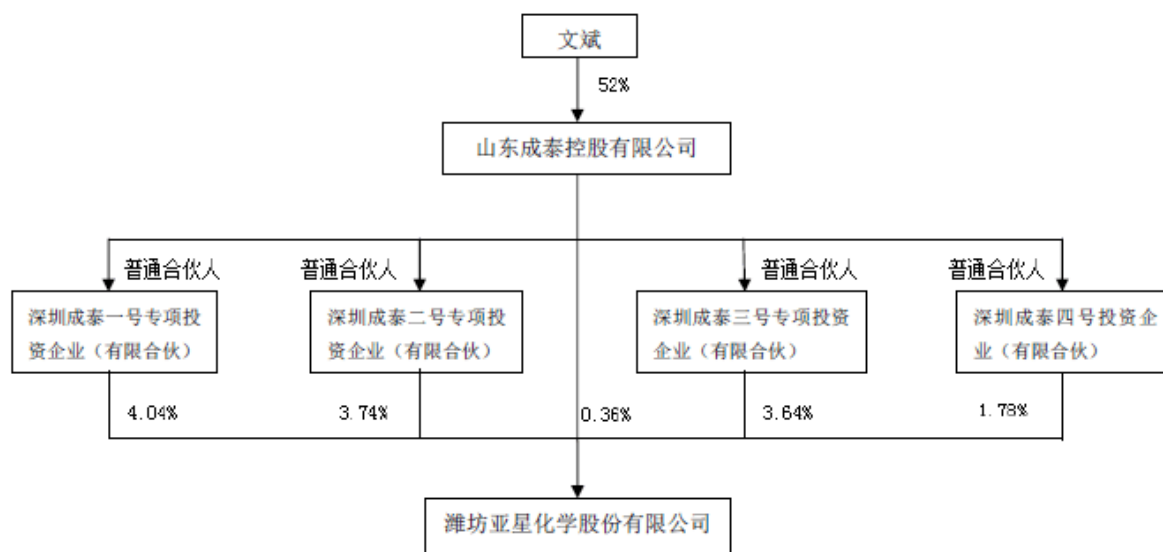 文斌
52%
山东成泰控股有限公司
普通合伙人
普通合伙人
普通合伙人
普通合伙人
深圳成泰一号专项投
资企业（有限合伙）
深圳成泰二号专项投
资企业（有限合伙）
深圳成泰三号专项投资
企业（有限合伙）
深圳成泰四号投资企
业（有限合伙）
4.04%
3.74%
0.36%
3.64%
1.78%
潍坊亚星化学股份有限公司